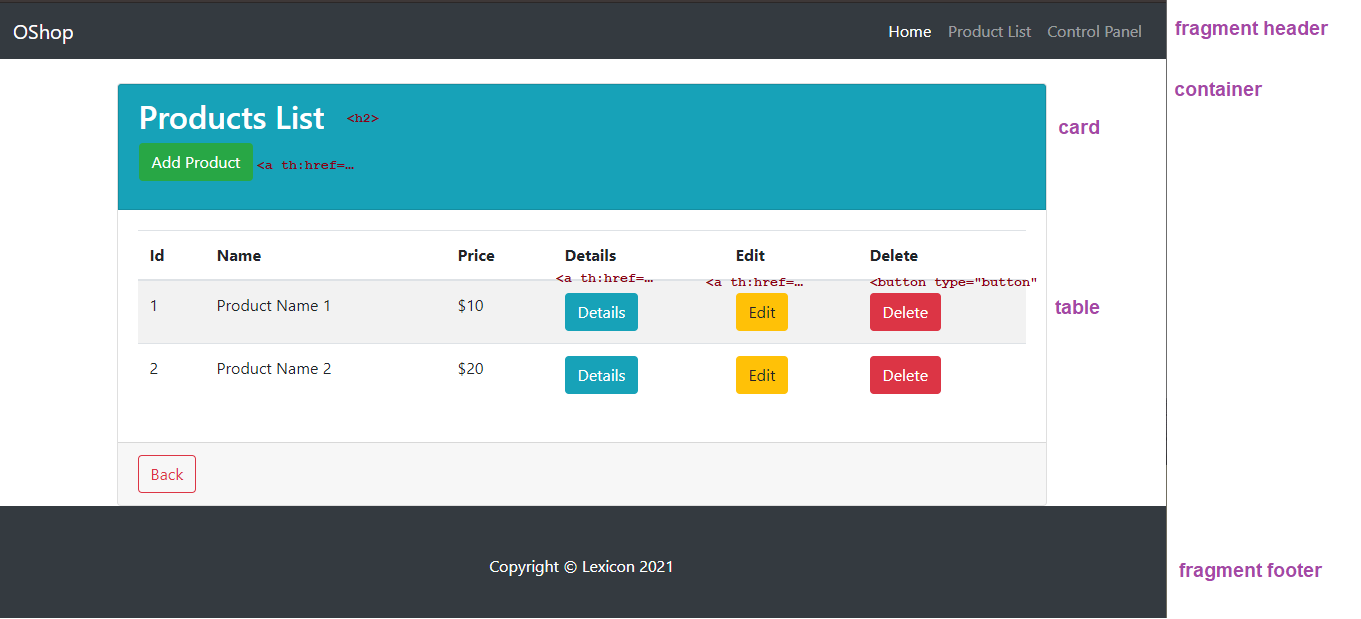 OShop Home Product List Control Panel fragment header
container
Products List <h2> card
Add Product <a th:href=…
Id Name Price Details Edit Delete
<a th:href=… <a th:href=… <button type="button"
1 Product Name 1 $10 Details Edit Delete table
2 Product Name 2 $20 Details Edit Delete
Back
Copyright © Lexicon 2021 fragment footer